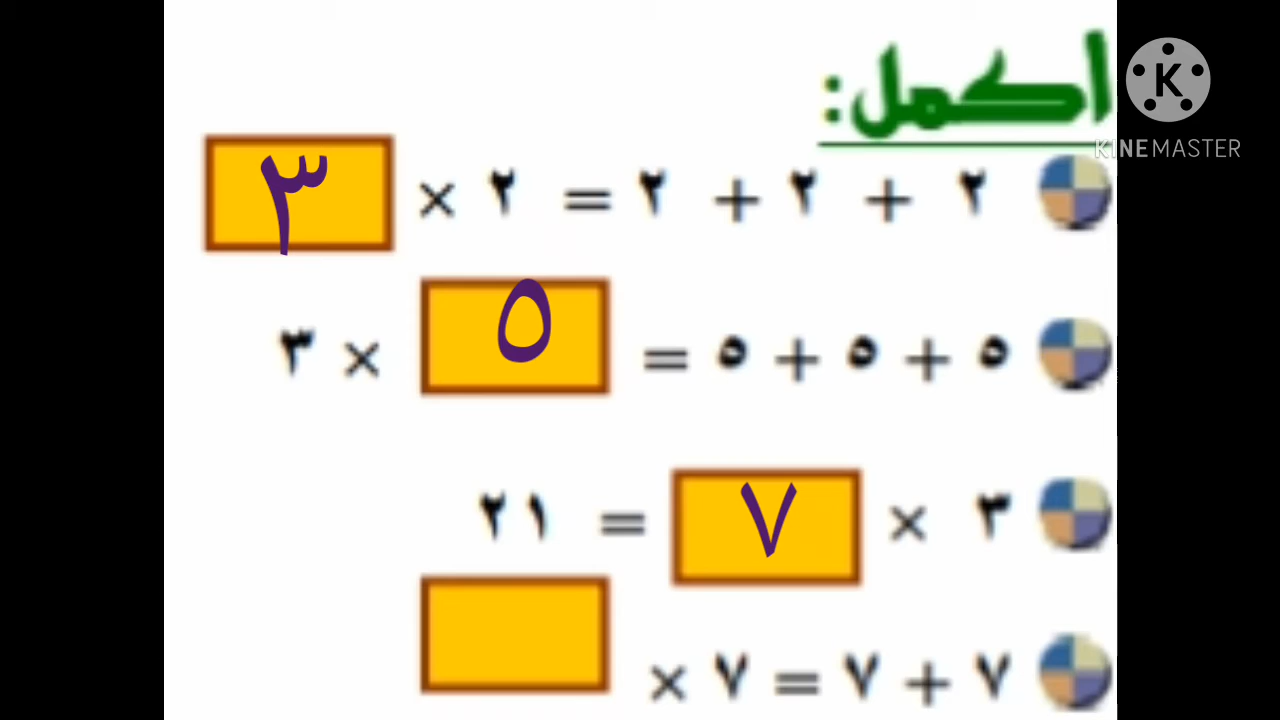 اكمل:
K
KINEMASTER
٢ + ٢ + ٢ = ٢ × ٣
٥ + ٥ + ٥ = ٥ × ٣
٣ × ٧ = ٢١
٧ + ٧ = ٧ ×